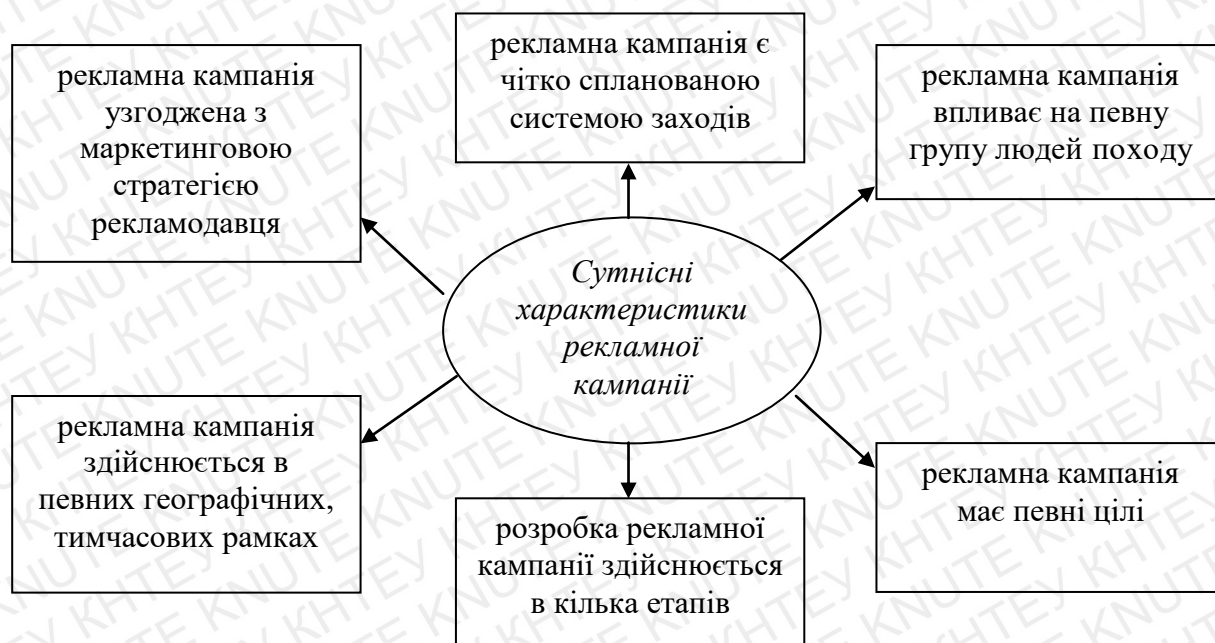 рекламна кампанія
узгоджена з
маркетинговою
стратегією
рекламодавця
рекламна кампанія є
чітко спланованою
системою заходів
рекламна кампанія
впливає на певну
групу людей походу
Сутнісні
характеристики
рекламної
кампанії
рекламна кампанія
здійснюється в
певних географічних,
тимчасових рамках
розробка рекламної
кампанії здійснюється
в кілька етапів
рекламна кампанія
має певні цілі